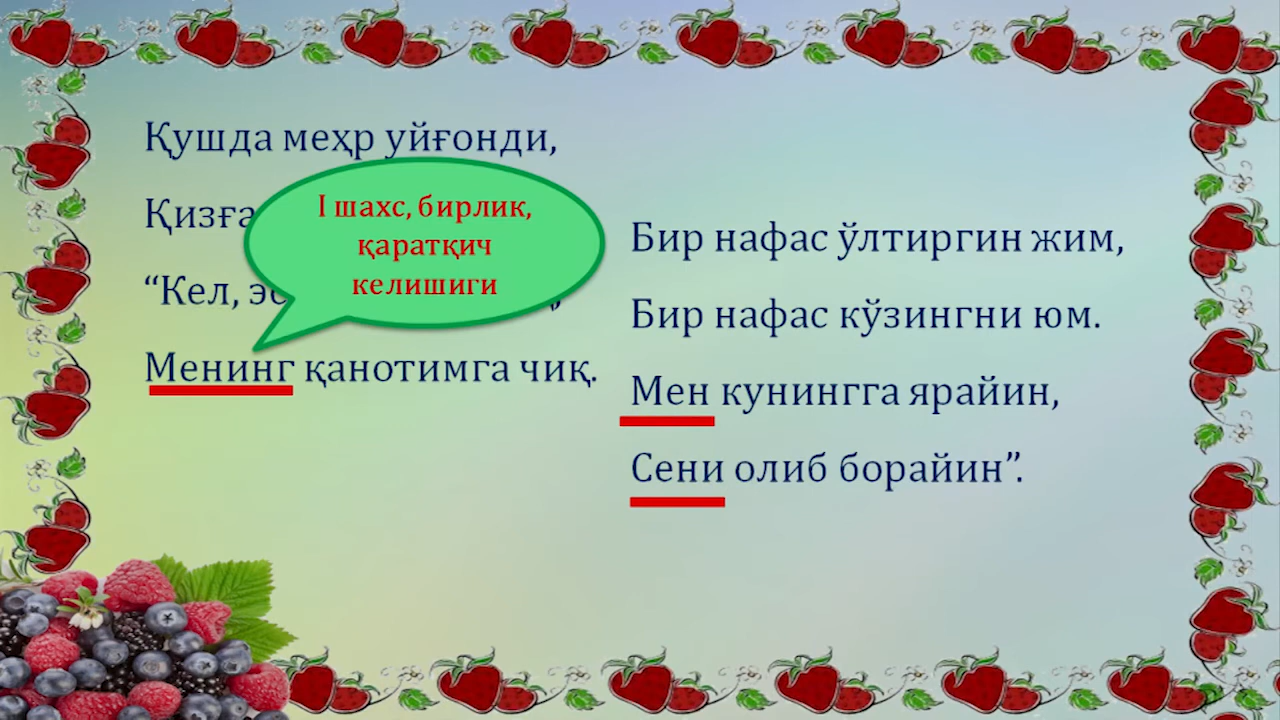 Қушда меҳр уйғонди,
“Кел,
Менинг қанотимга чиқ.
I шахс, бирлик,
қаратқич
келишиги
Бир нафас ўлтиргин жим,
Бир нафас кўзингни юм.
Мен кунингга ярайин,
Сени олиб борайин”.